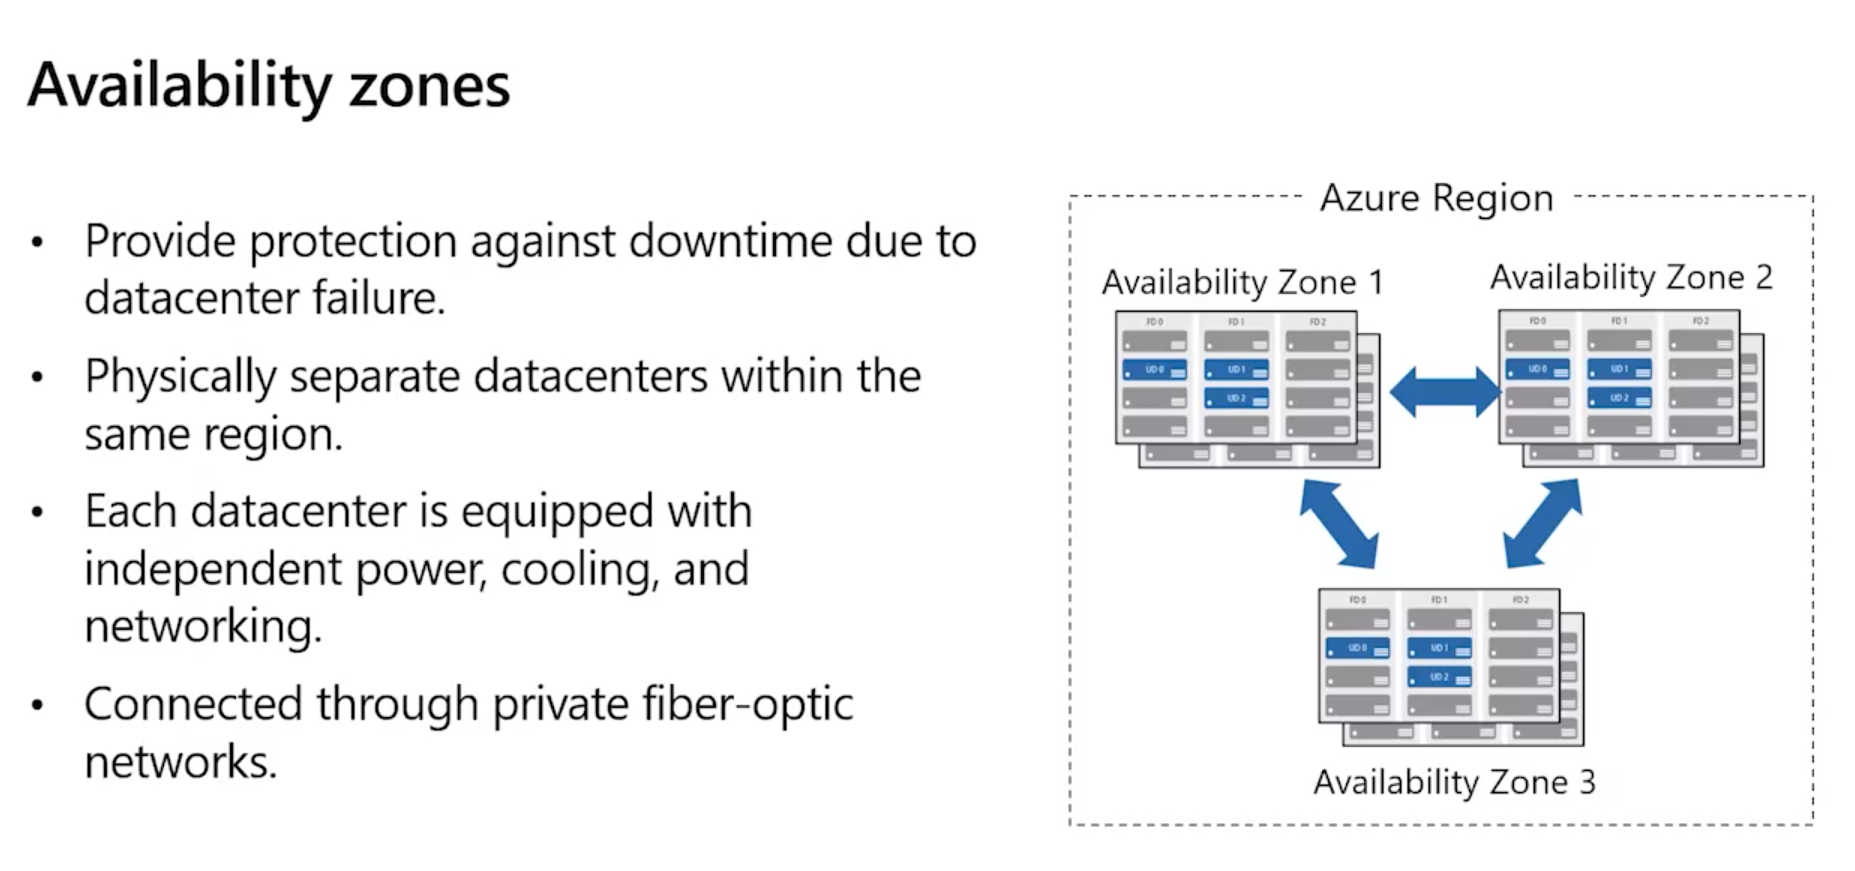 Availability zones
• Provide protection against downtime due to
datacenter failure.
• Physically separate datacenters within the
same region.
• Each datacenter is equipped with
independent power, cooling, and
networking.
• Connected through private fiber-optic
networks.
Azure Region
Availability Zone 1
FD 0 FD 1 FD 2
UD 0 UD 1
UD 2
Availability Zone 2
FD 0 FD 1 FD 2
UD 0 UD 1
UD 2
FD 0 FD 1 FD 2
UD 0 UD 1
UD 2
Availability Zone 3